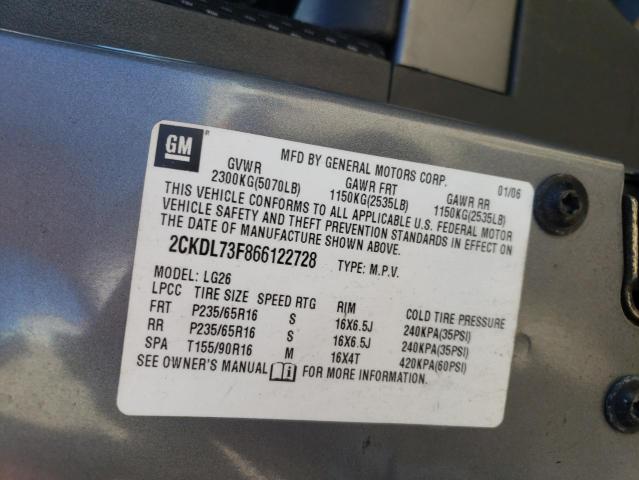 GM ®
MFD BY GENERAL MOTORS CORP. 01/06
GVWR GAWR FRT GAWR RR
2300KG(5070LB) 1150KG(2535LB) 1150KG(2535LB)
THIS VEHICLE CONFORMS TO ALL APPLICABLE U.S. FEDERAL MOTOR
VEHICLE SAFETY AND THEFT PREVENTION STANDARDS IN EFFECT ON
THE DATE OF MANUFACTURE SHOWN ABOVE.
2CKDL73F866122728 TYPE: M.P.V.
MODEL: LG26
LPCC TIRE SIZE SPEED RTG RIM COLD TIRE PRESSURE
FRT P235/65R16 S 16X6.5J 240KPA(35PSI)
RR P235/65R16 S 16X6.5J 240KPA(35PSI)
SPA T155/90R16 M 16X4T 420KPA(60PSI)
SEE OWNER'S MANUAL FOR MORE INFORMATION.